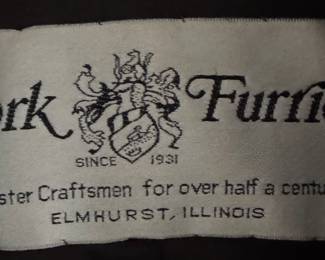 ork Furri
SINCE 1931
ster Craftsmen for over half a centu
ELMHURST, ILLINOIS